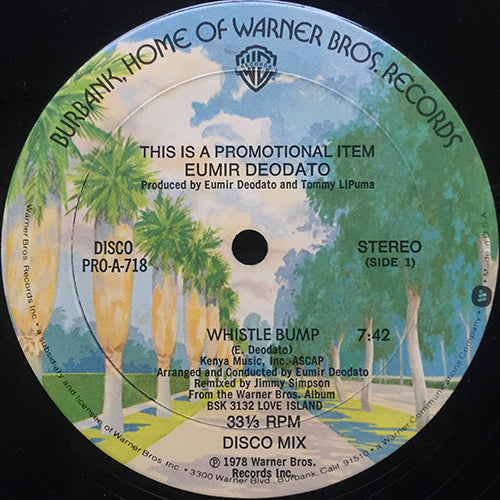 BURBANK, HOME OF WARNER BROS. RECORDS
THIS IS A PROMOTIONAL ITEM
EUMIR DEODATO
Produced by Eumir Deodato and Tommy LiPuma
DISCO
PRO-A-718
STEREO
(SIDE 1)
WHISTLE BUMP 7:42
(E. Deodato)
Kenya Music, Inc.-ASCAP
Arranged and Conducted by Eumir Deodato
Remixed by Jimmy Simpson
From the Warner Bros. Album
BSK 3132 LOVE ISLAND
33⅓ RPM
DISCO MIX
℗ 1978 Warner Bros.
Records Inc.
Warner Bros. Records Inc. • a subsidiary and licensee of Warner Bros. Inc. • 3300 Warner Blvd., Burbank, Calif. 91510 • a Warner Communications Company • Made in U.S.A.